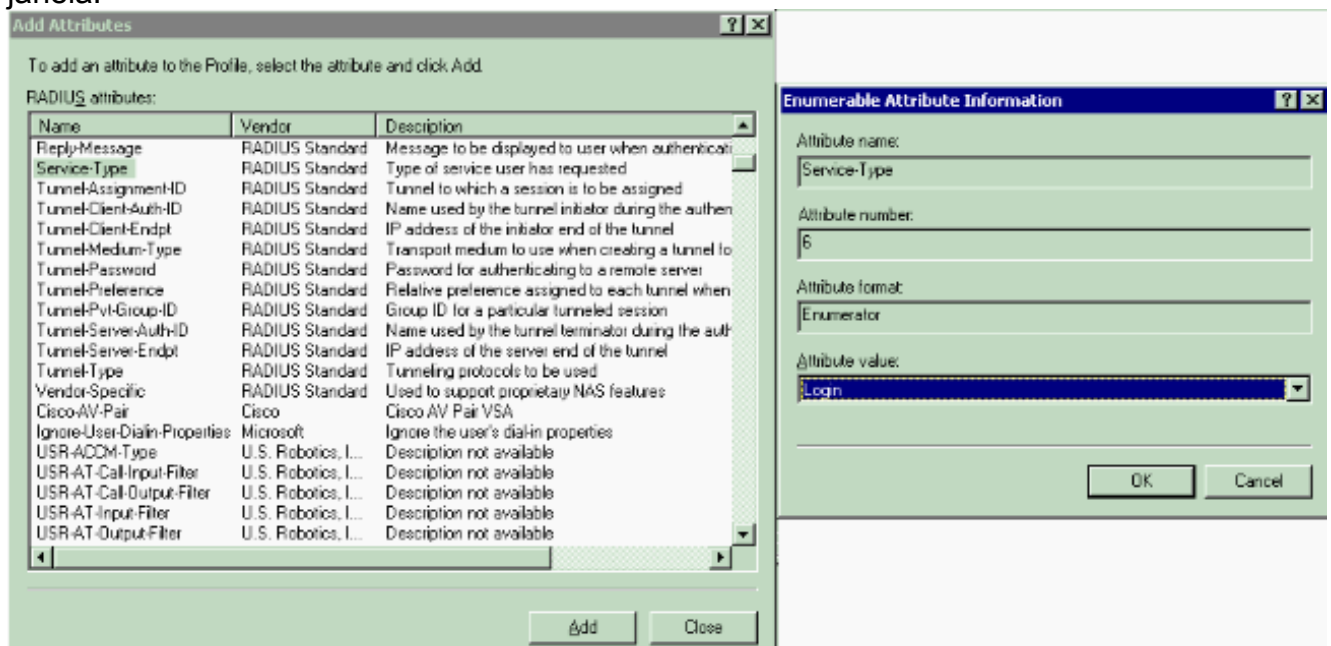 janela.
Add Attributes
To add an attribute to the Profile, select the attribute and click Add.
RADIUS attributes:
Name Vendor Description
Reply-Message RADIUS Standard Message to be displayed to user when authenticati
Service-Type RADIUS Standard Type of service user has requested
Tunnel-Assignment-ID RADIUS Standard Tunnel to which a session is to be assigned
Tunnel-Client-Auth-ID RADIUS Standard Name used by the tunnel initiator during the authen
Tunnel-Client-Endpt RADIUS Standard IP address of the initiator end of the tunnel
Tunnel-Medium-Type RADIUS Standard Transport medium to use when creating a tunnel fo
Tunnel-Password RADIUS Standard Password for authenticating to a remote server
Tunnel-Preference RADIUS Standard Relative preference assigned to each tunnel when
Tunnel-Pvt-Group-ID RADIUS Standard Group ID for a particular tunneled session
Tunnel-Server-Auth-ID RADIUS Standard Name used by the tunnel terminator during the auth
Tunnel-Server-Endpt RADIUS Standard IP address of the server end of the tunnel
Tunnel-Type RADIUS Standard Tunneling protocols to be used
Vendor-Specific RADIUS Standard Used to support proprietary NAS features
Cisco-AV-Pair Cisco Cisco AV Pair VSA
Ignore-User-Dialin-Properties Microsoft Ignore the user's dial-in properties
USR-ACCM-Type U.S. Robotics, I... Description not available
USR-AT-Call-Input-Filter U.S. Robotics, I... Description not available
USR-AT-Call-Output-Filter U.S. Robotics, I... Description not available
USR-AT-Input-Filter U.S. Robotics, I... Description not available
USR-AT-Output-Filter U.S. Robotics, I... Description not available
Add Close
Enumerable Attribute Information
Attribute name:
Service-Type
Attribute number:
6
Attribute format:
Enumerator
Attribute value:
Login
OK Cancel